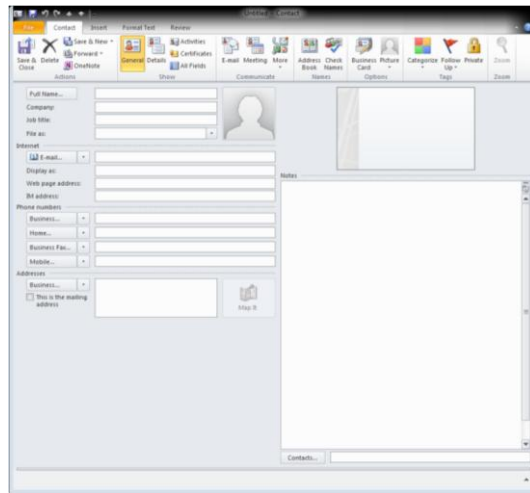 Untitled - Contact
File Contact Insert Format Text Review
Save & Close
Delete
Save & New
Forward
OneNote
Actions
General
Details
Activities
Certificates
All Fields
Show
E-mail
Meeting
More
Communicate
Address Book
Check Names
Names
Business Card
Picture
Options
Categorize
Follow Up
Private
Tags
Zoom
Zoom
Full Name...
Company:
Job title:
File as:
Internet
E-mail...
Display as:
Web page address:
IM address:
Phone numbers
Business...
Home...
Business Fax...
Mobile...
Addresses
Business...
This is the mailing address
Map It
Notes
Contacts...